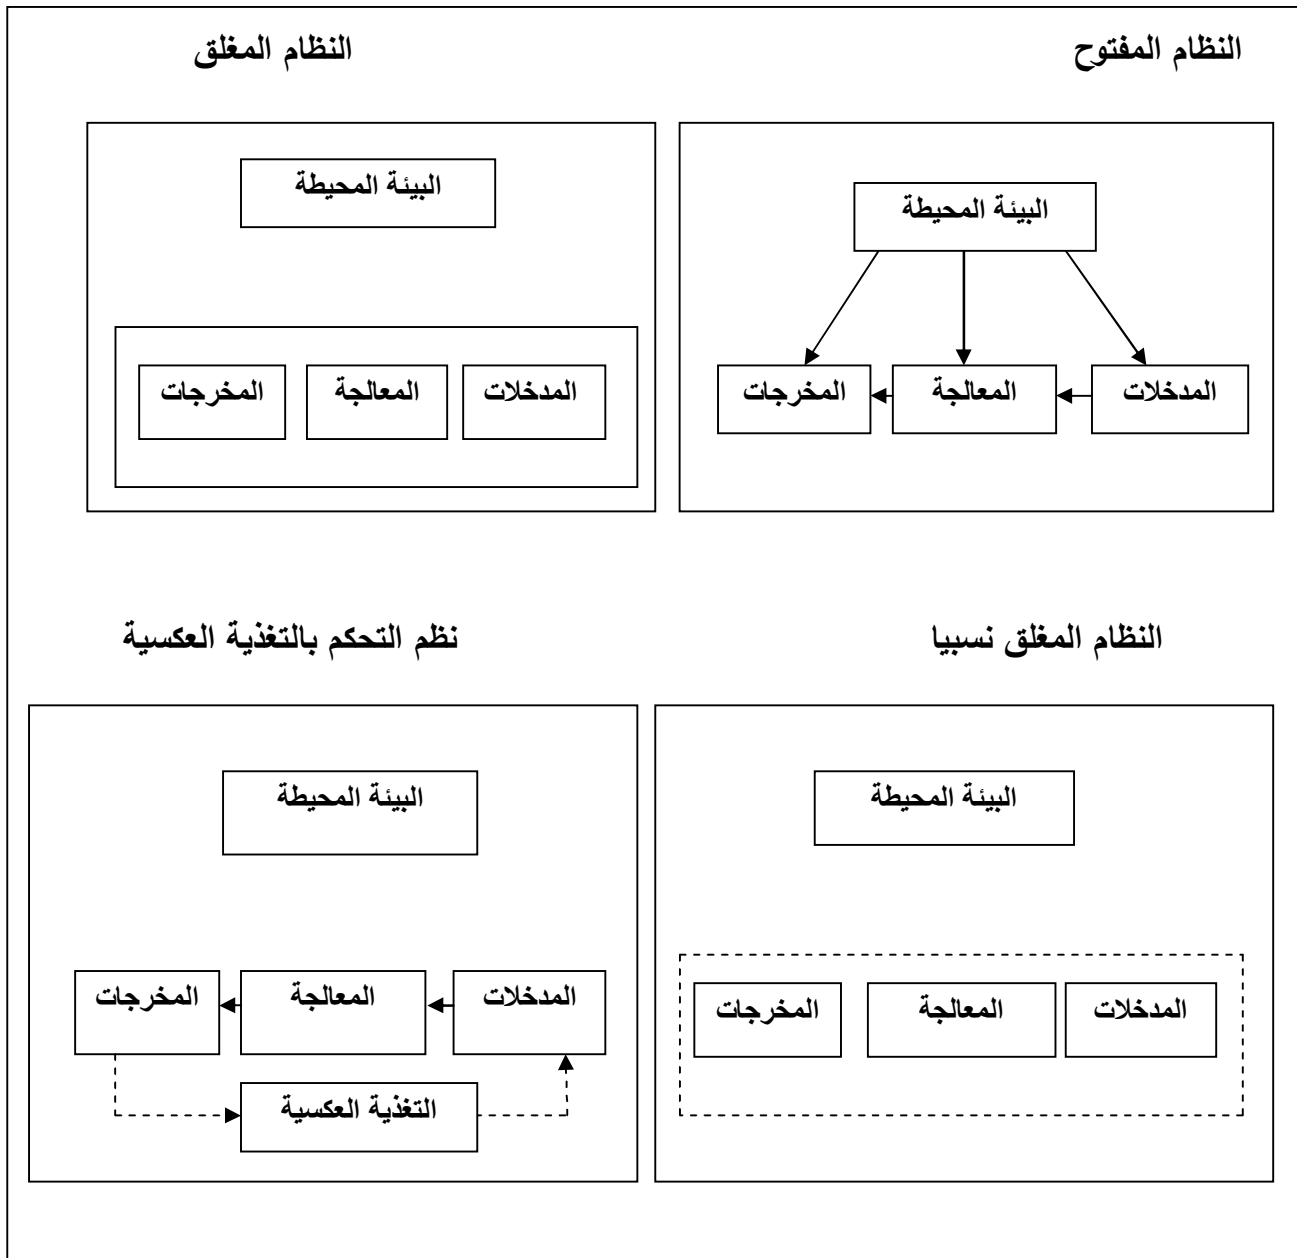 النظام المفتوح
النظام المغلق
البيئة المحيطة
المدخلات
المعالجة
المخرجات
البيئة المحيطة
المدخلات
المعالجة
المخرجات
النظام المغلق نسبيا
نظم التحكم بالتغذية العكسية
البيئة المحيطة
المدخلات
المعالجة
المخرجات
البيئة المحيطة
المدخلات
المعالجة
المخرجات
التغذية العكسية